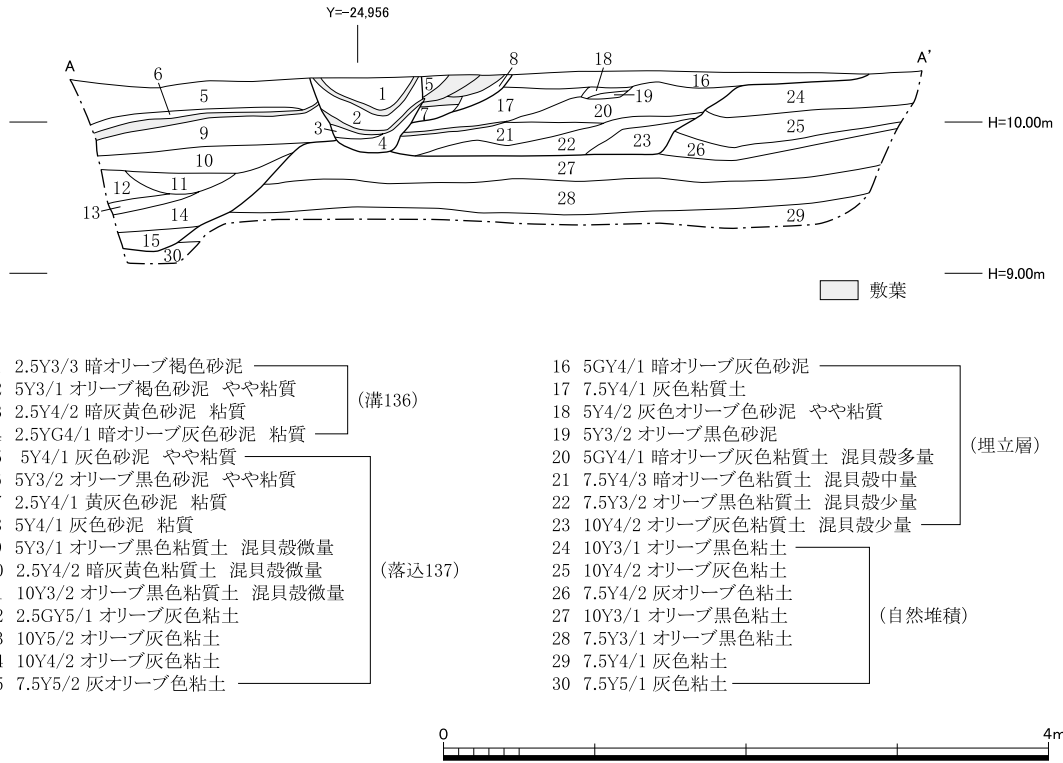 Y=-24,956
A
A'
6
5
1
5
8
18
16
24
9
2
7
17
19
20
25
H=10.00m
3
4
21
22
23
26
10
27
12
11
28
13
14
29
15
30
H=9.00m
敷葉
2.5Y3/3 暗オリーブ褐色砂泥
5Y3/1 オリーブ褐色砂泥 やや粘質
2.5Y4/2 暗灰黄色砂泥 粘質
2.5YG4/1 暗オリーブ灰色砂泥 粘質
(溝136)
5Y4/1 灰色砂泥 やや粘質
5Y3/2 オリーブ黒色砂泥 やや粘質
2.5Y4/1 黄灰色砂泥 粘質
5Y4/1 灰色砂泥 粘質
5Y3/1 オリーブ黒色粘質土 混貝殻微量
2.5Y4/2 暗灰黄色粘質土 混貝殻微量
10Y3/2 オリーブ黒色粘質土 混貝殻微量
2.5GY5/1 オリーブ灰色粘土
10Y5/2 オリーブ灰色粘土
10Y4/2 オリーブ灰色粘土
7.5Y5/2 灰オリーブ色粘土
(落込137)
16 5GY4/1 暗オリーブ灰色砂泥
17 7.5Y4/1 灰色粘質土
18 5Y4/2 灰色オリーブ色砂泥 やや粘質
19 5Y3/2 オリーブ黒色砂泥
20 5GY4/1 暗オリーブ灰色粘質土 混貝殻多量
21 7.5Y4/3 暗オリーブ色粘質土 混貝殻中量
22 7.5Y3/2 オリーブ黒色粘質土 混貝殻少量
23 10Y4/2 オリーブ灰色粘質土 混貝殻少量
(埋立層)
24 10Y3/1 オリーブ黒色粘土
25 10Y4/2 オリーブ灰色粘土
26 7.5Y4/2 灰オリーブ色粘土
27 10Y3/1 オリーブ黒色粘土
28 7.5Y3/1 オリーブ黒色粘土
29 7.5Y4/1 灰色粘土
30 7.5Y5/1 灰色粘土
(自然堆積)
0
4m